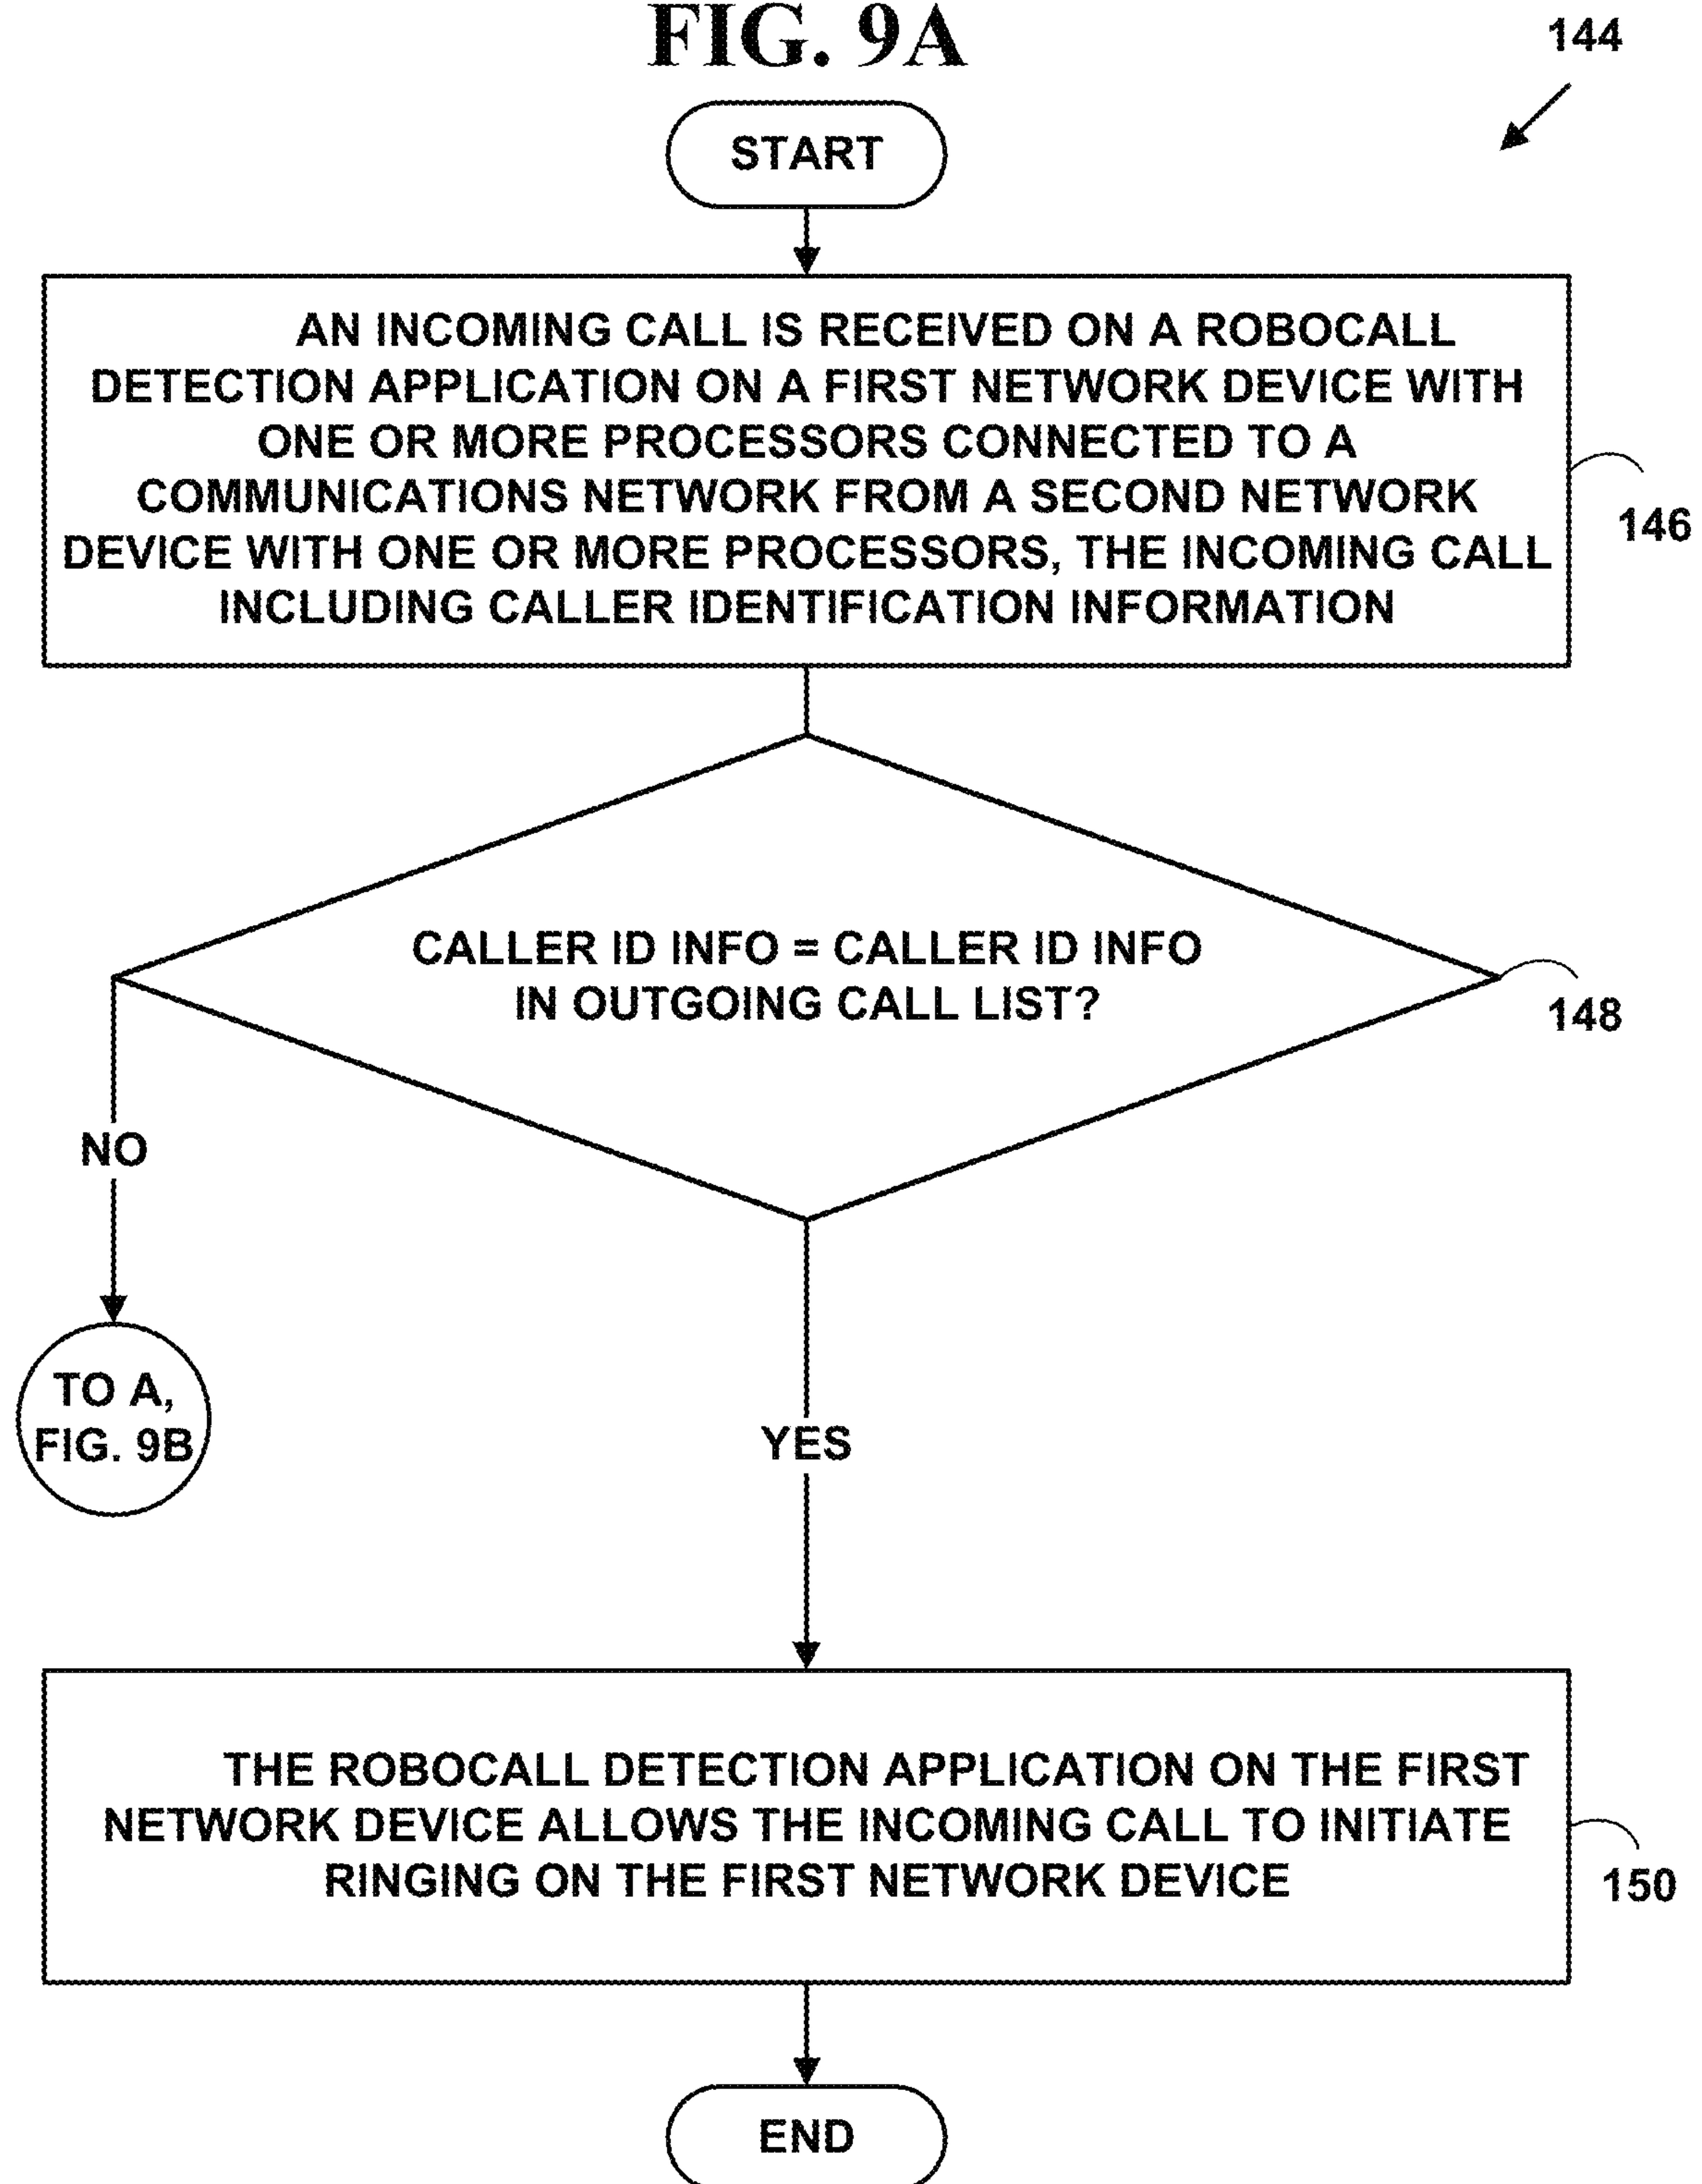 FIG. 9A
144
START
AN INCOMING CALL IS RECEIVED ON A ROBOCALL
DETECTION APPLICATION ON A FIRST NETWORK DEVICE WITH
ONE OR MORE PROCESSORS CONNECTED TO A
COMMUNICATIONS NETWORK FROM A SECOND NETWORK
DEVICE WITH ONE OR MORE PROCESSORS, THE INCOMING CALL
INCLUDING CALLER IDENTIFICATION INFORMATION
146
CALLER ID INFO = CALLER ID INFO
IN OUTGOING CALL LIST?
148
NO
TO A,
FIG. 9B
YES
THE ROBOCALL DETECTION APPLICATION ON THE FIRST
NETWORK DEVICE ALLOWS THE INCOMING CALL TO INITIATE
RINGING ON THE FIRST NETWORK DEVICE
150
END